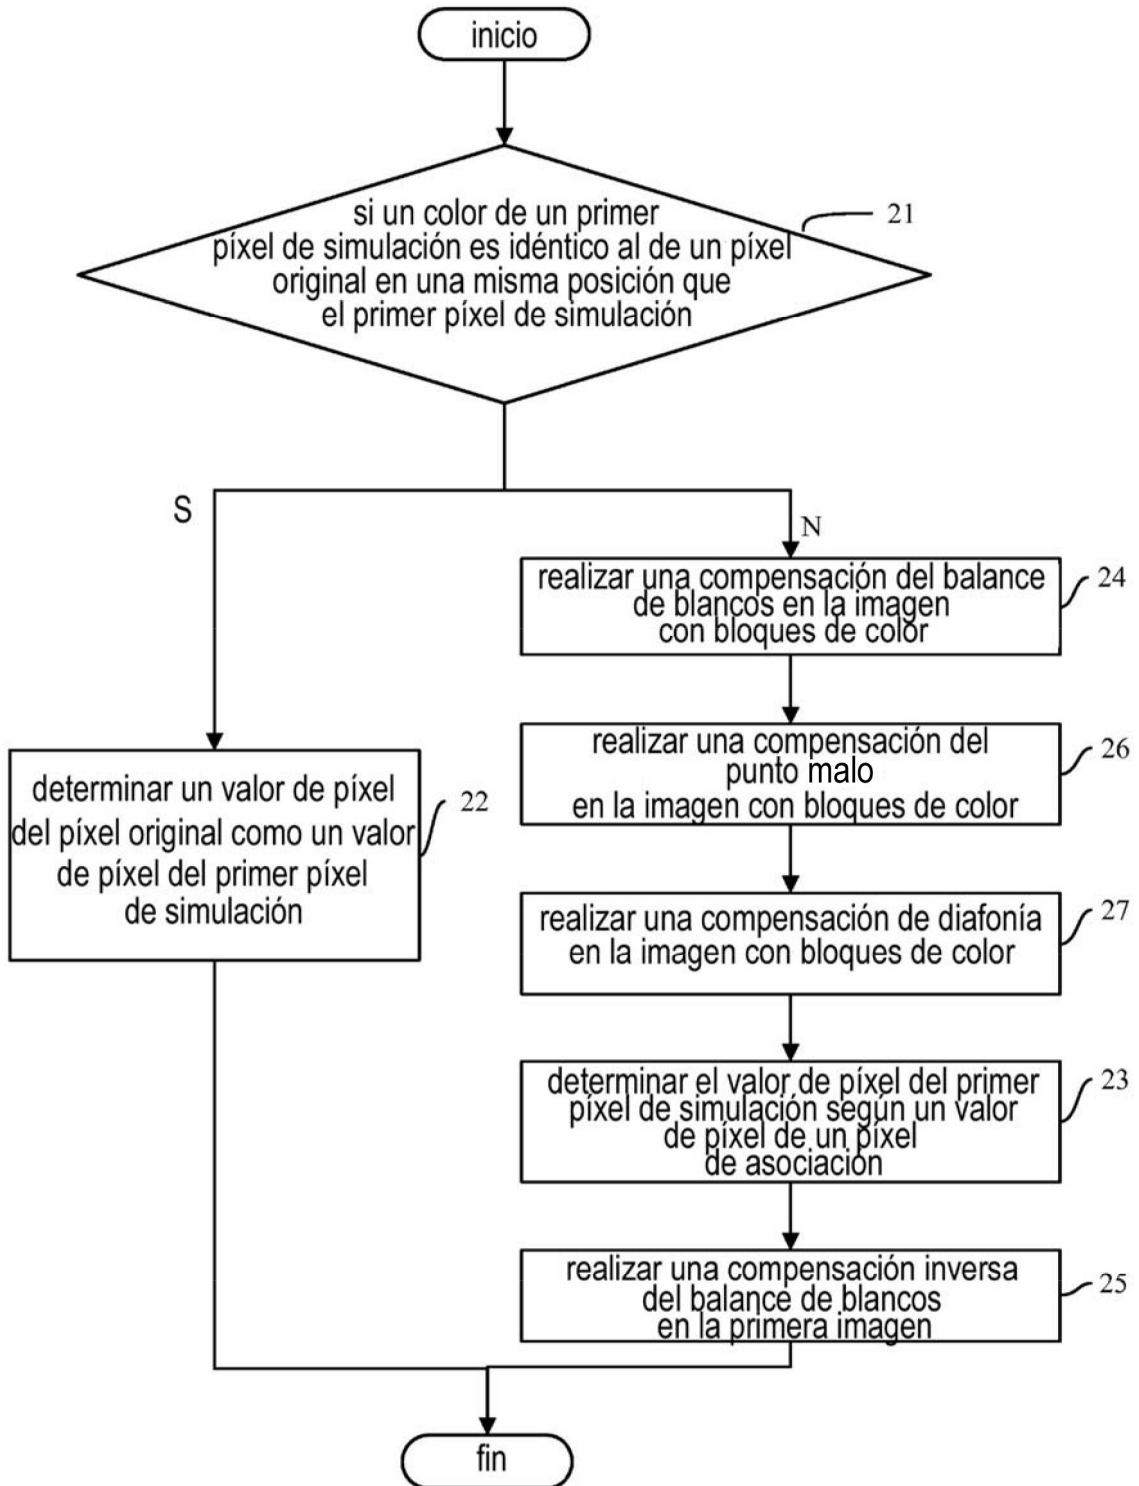 inicio
si un color de un primer
píxel de simulación es idéntico al de un píxel
original en una misma posición que
el primer píxel de simulación
21
S
N
realizar una compensación del balance
de blancos en la imagen
con bloques de color
24
realizar una compensación del
punto malo
en la imagen con bloques de color
26
determinar un valor de píxel
del píxel original como un valor
de píxel del primer píxel
de simulación
22
realizar una compensación de diafonía
en la imagen con bloques de color
27
determinar el valor de píxel del primer
píxel de simulación según un valor
de píxel de un píxel
de asociación
23
realizar una compensación inversa
del balance de blancos
en la primera imagen
25
fin